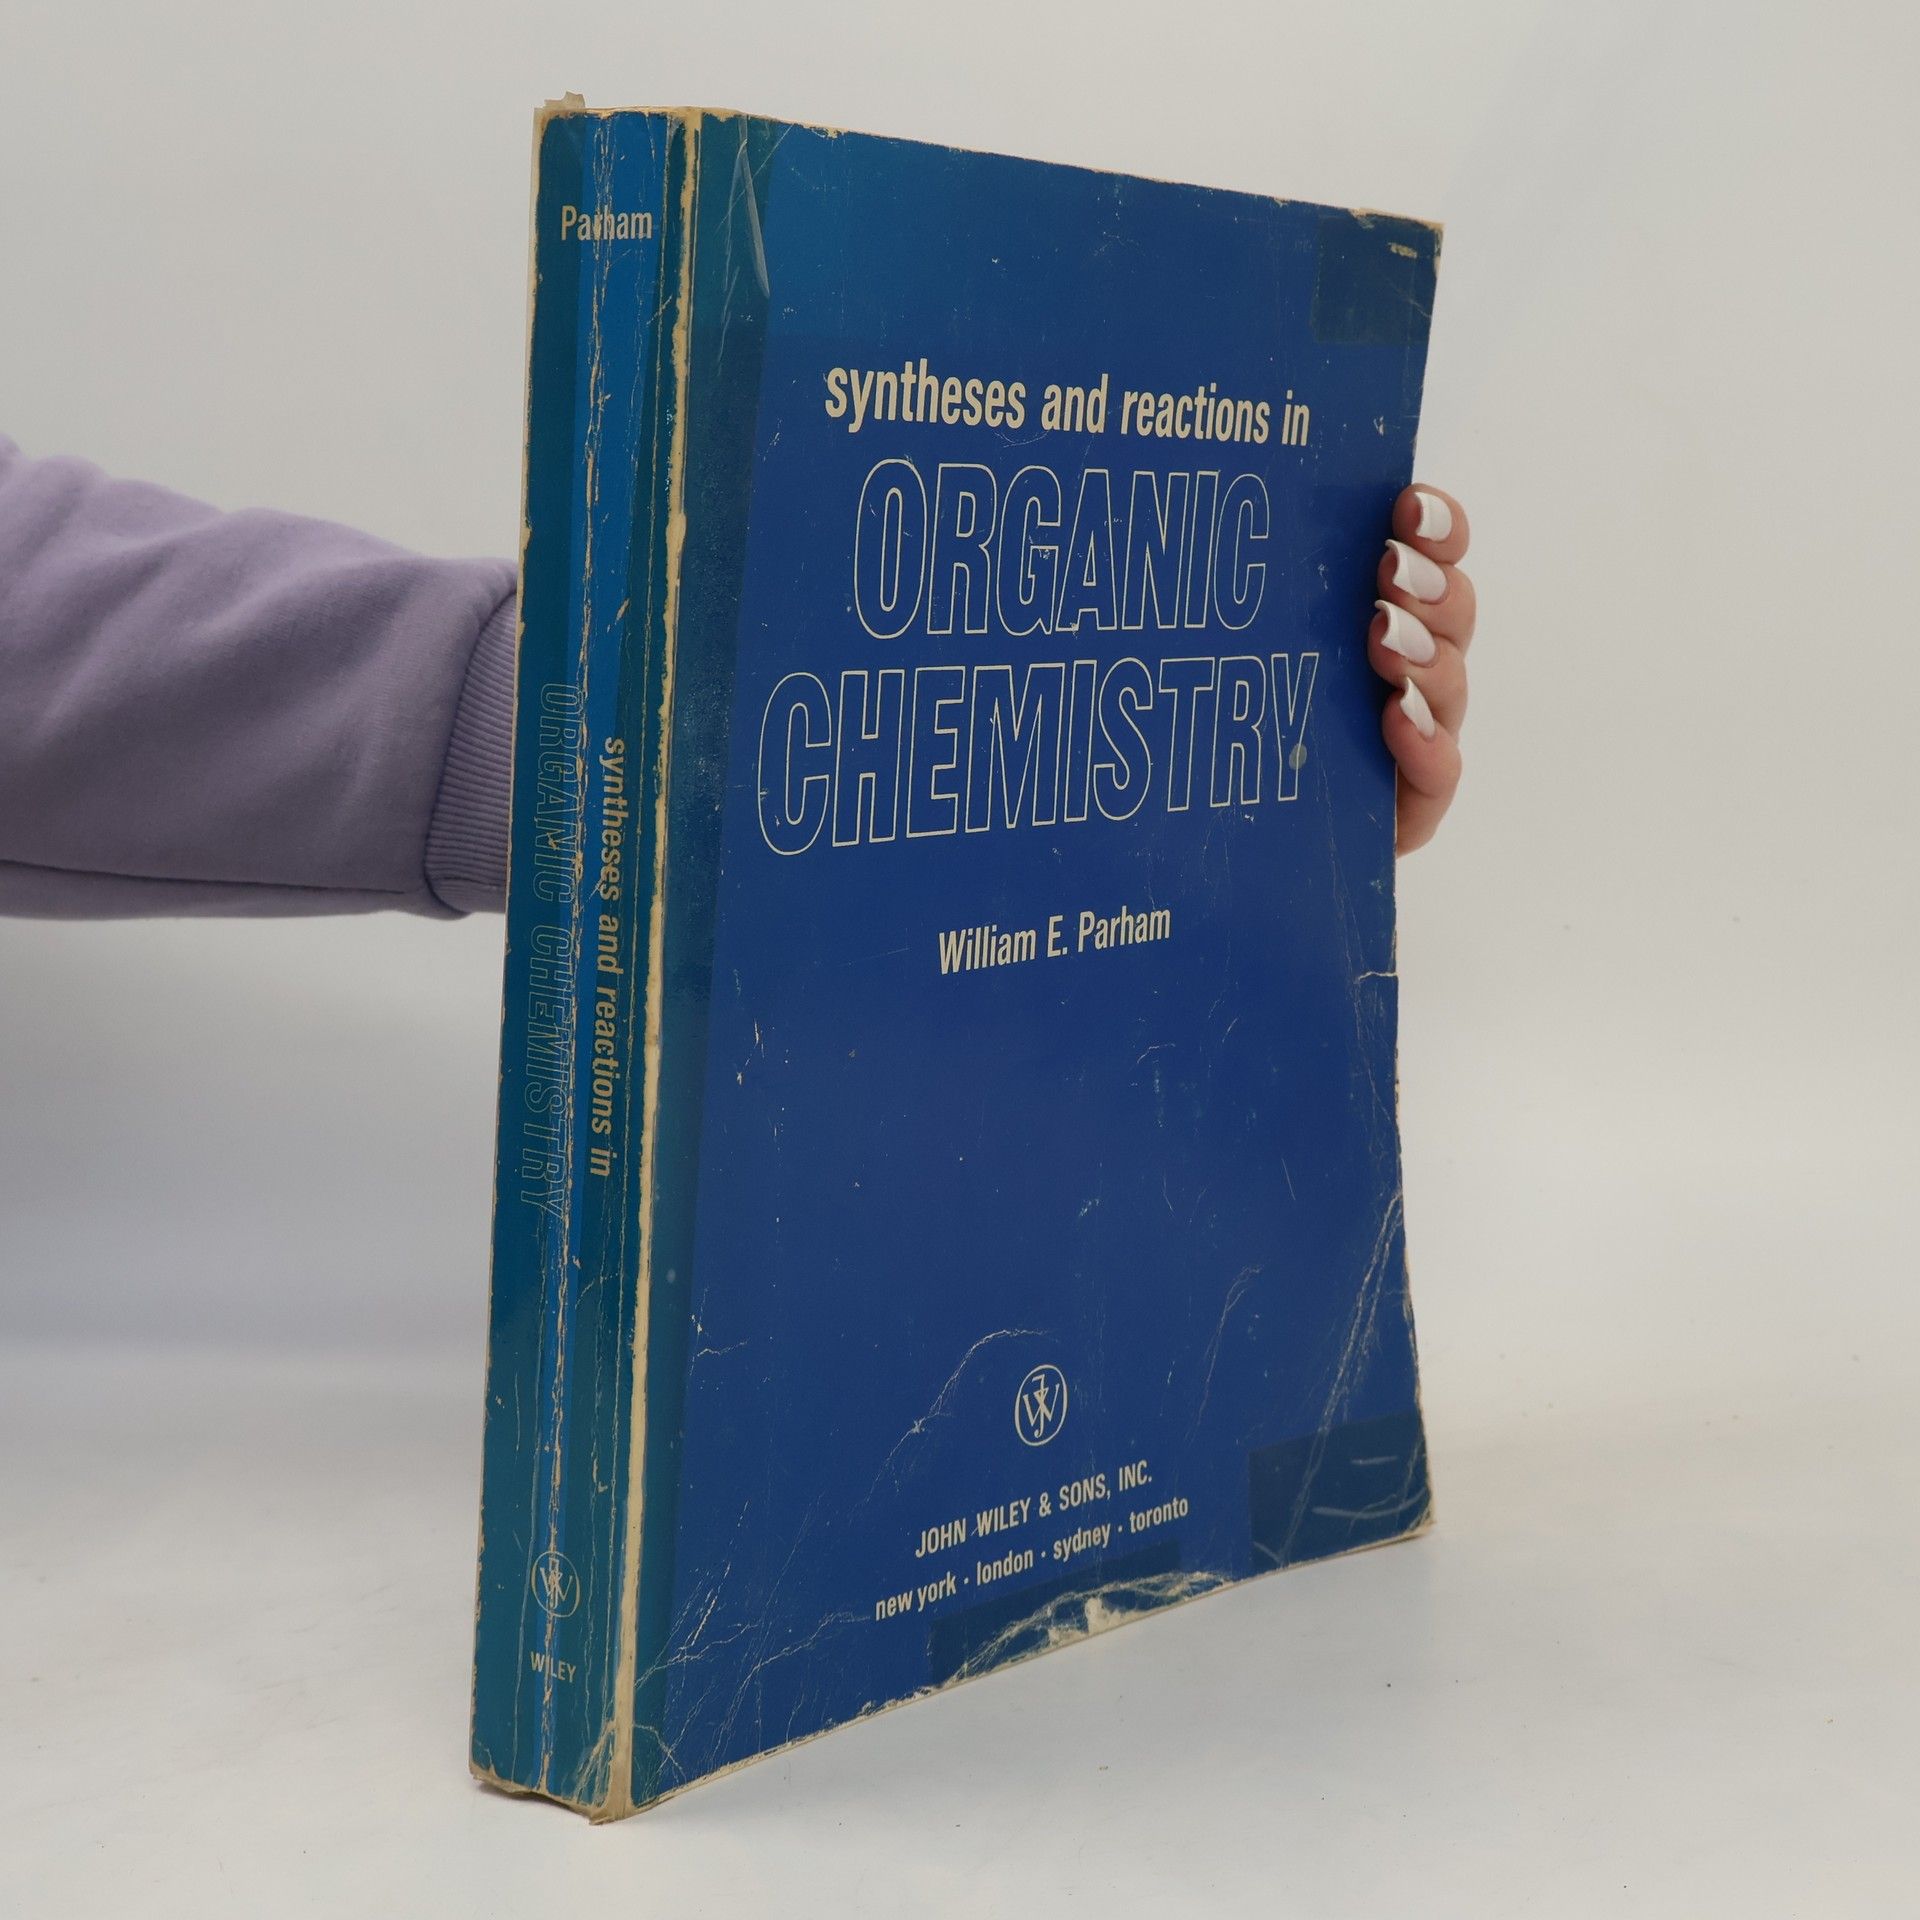 Parham
ORGANIC CHEMISTRY
syntheses and reactions in
WILEY
syntheses and reactions in
ORGANIC
CHEMISTRY
William E. Parham
JOHN WILEY & SONS, INC.
new york · london · sydney · toronto